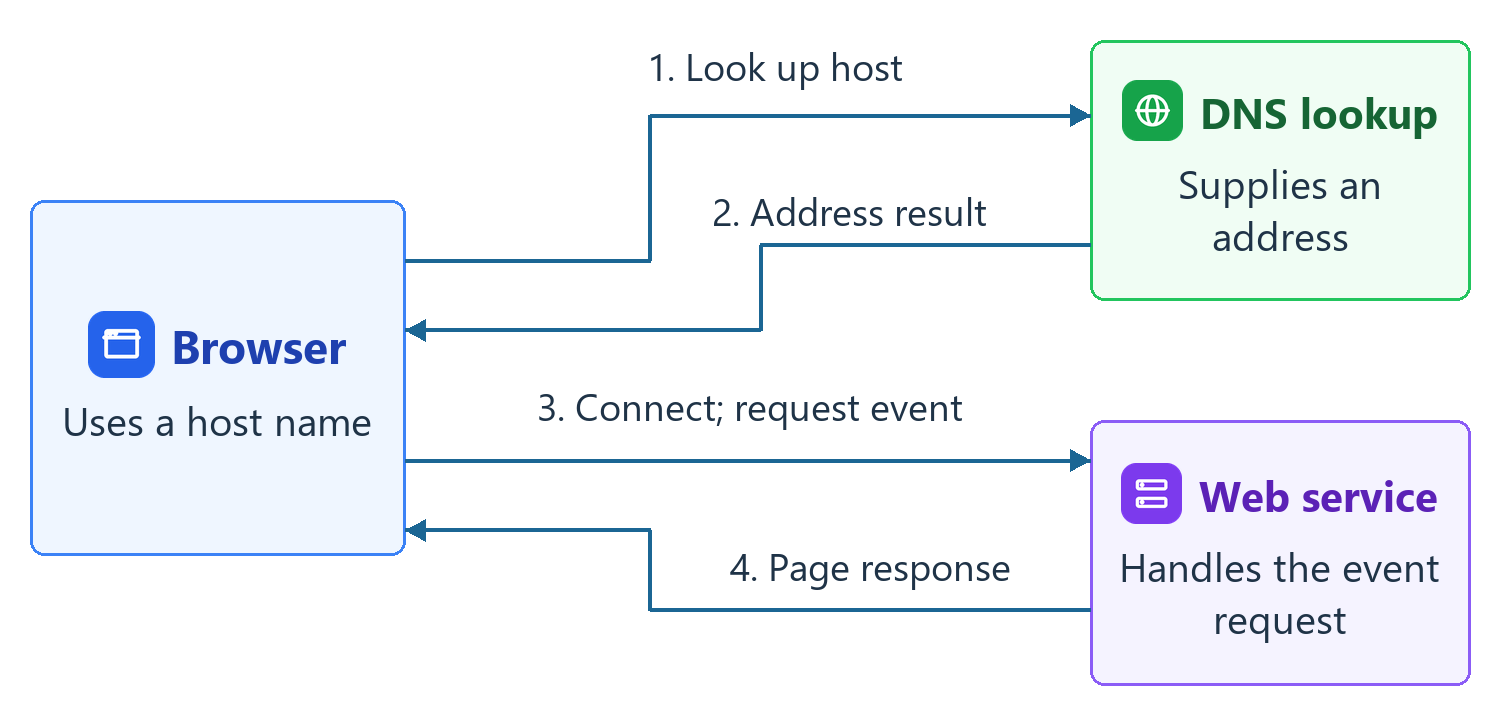 1. Look up host
DNS lookup
Supplies an
address
2. Address result
Browser
Uses a host name
3. Connect; request event
Web service
Handles the event
request
4. Page response